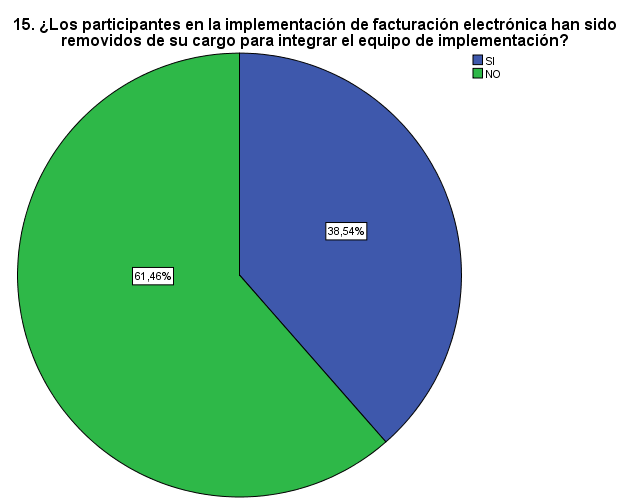 15. ¿Los participantes en la implementación de facturación electrónica han sido
removidos de su cargo para integrar el equipo de implementación?
SI
NO
38,54%
61,46%